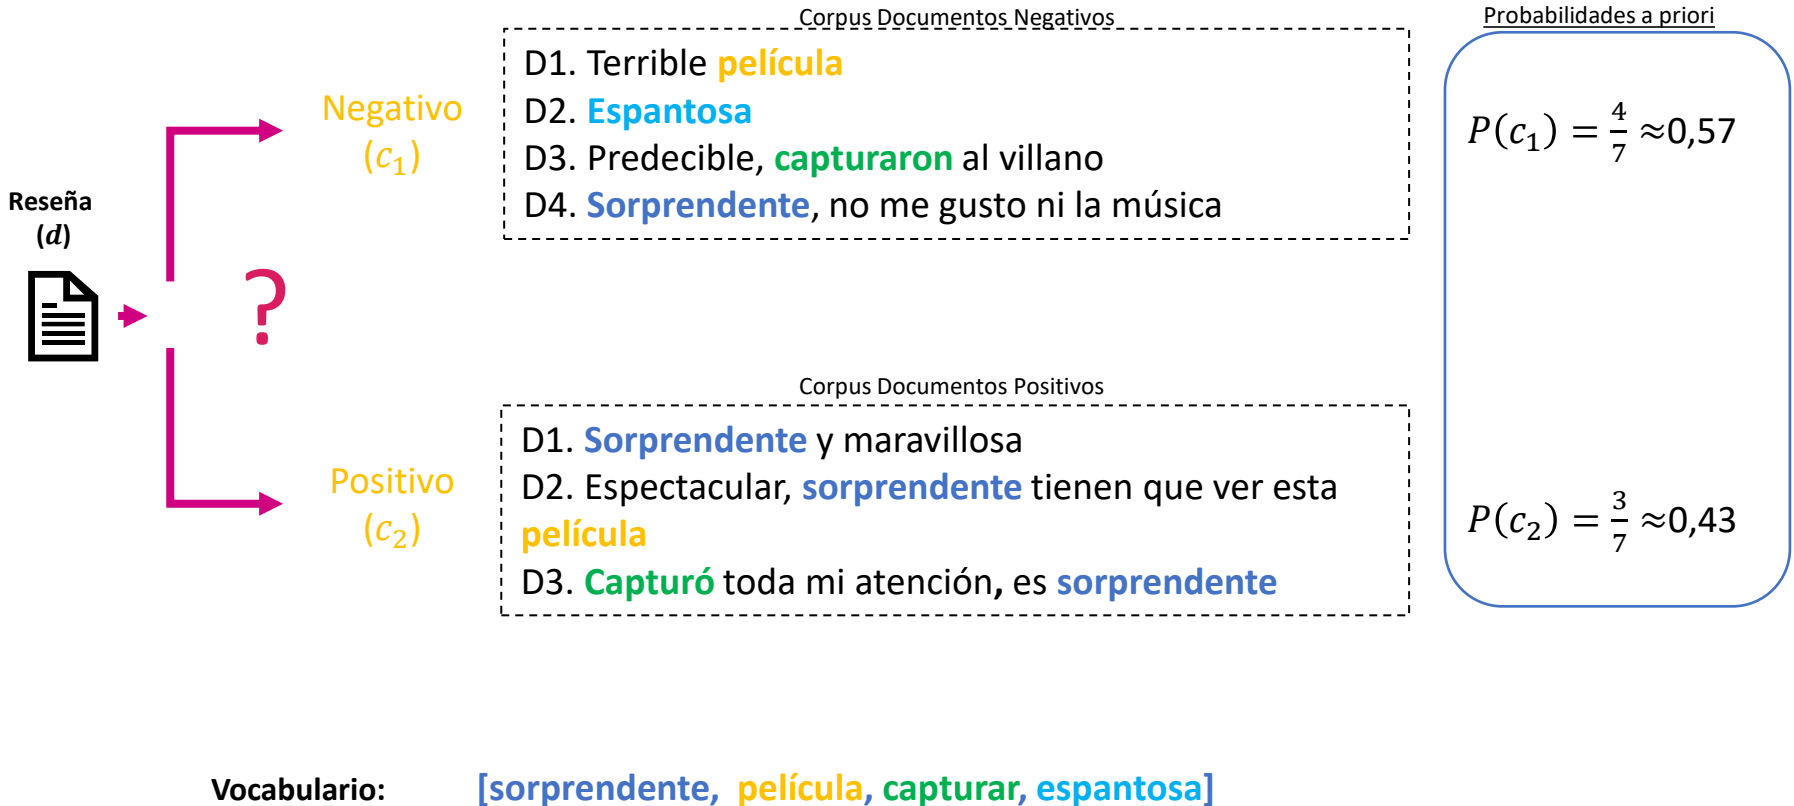 Corpus Documentos Negativos
Probabilidades a priori
D1. Terrible película
D2. Espantosa
D3. Predecible, capturaron al villano
D4. Sorprendente, no me gusto ni la música
Negativo
(c₁)
P(c₁) = 4/7 ≈0,57
Reseña
(d)
?
Corpus Documentos Positivos
D1. Sorprendente y maravillosa
D2. Espectacular, sorprendente tienen que ver esta
película
D3. Capturó toda mi atención, es sorprendente
Positivo
(c₂)
P(c₂) = 3/7 ≈0,43
Vocabulario: [sorprendente, película, capturar, espantosa]